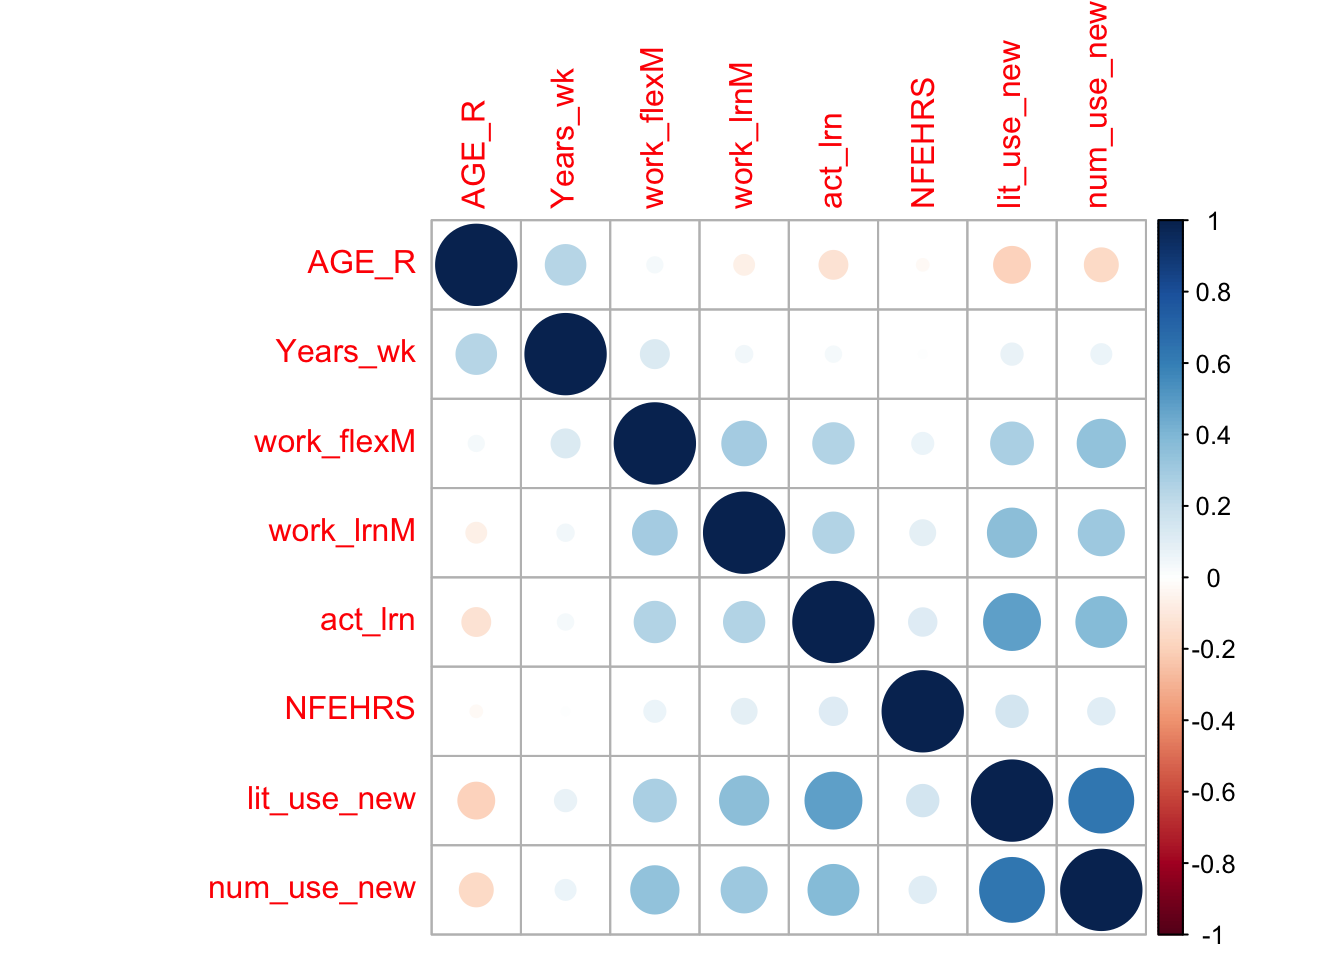 AGE_R
Years_wk
work_flexM
work_lrnM
act_lrn
NFEHRS
lit_use_new
num_use_new
AGE_R
Years_wk
work_flexM
work_lrnM
act_lrn
NFEHRS
lit_use_new
num_use_new
1
0.8
0.6
0.4
0.2
0
-0.2
-0.4
-0.6
-0.8
-1